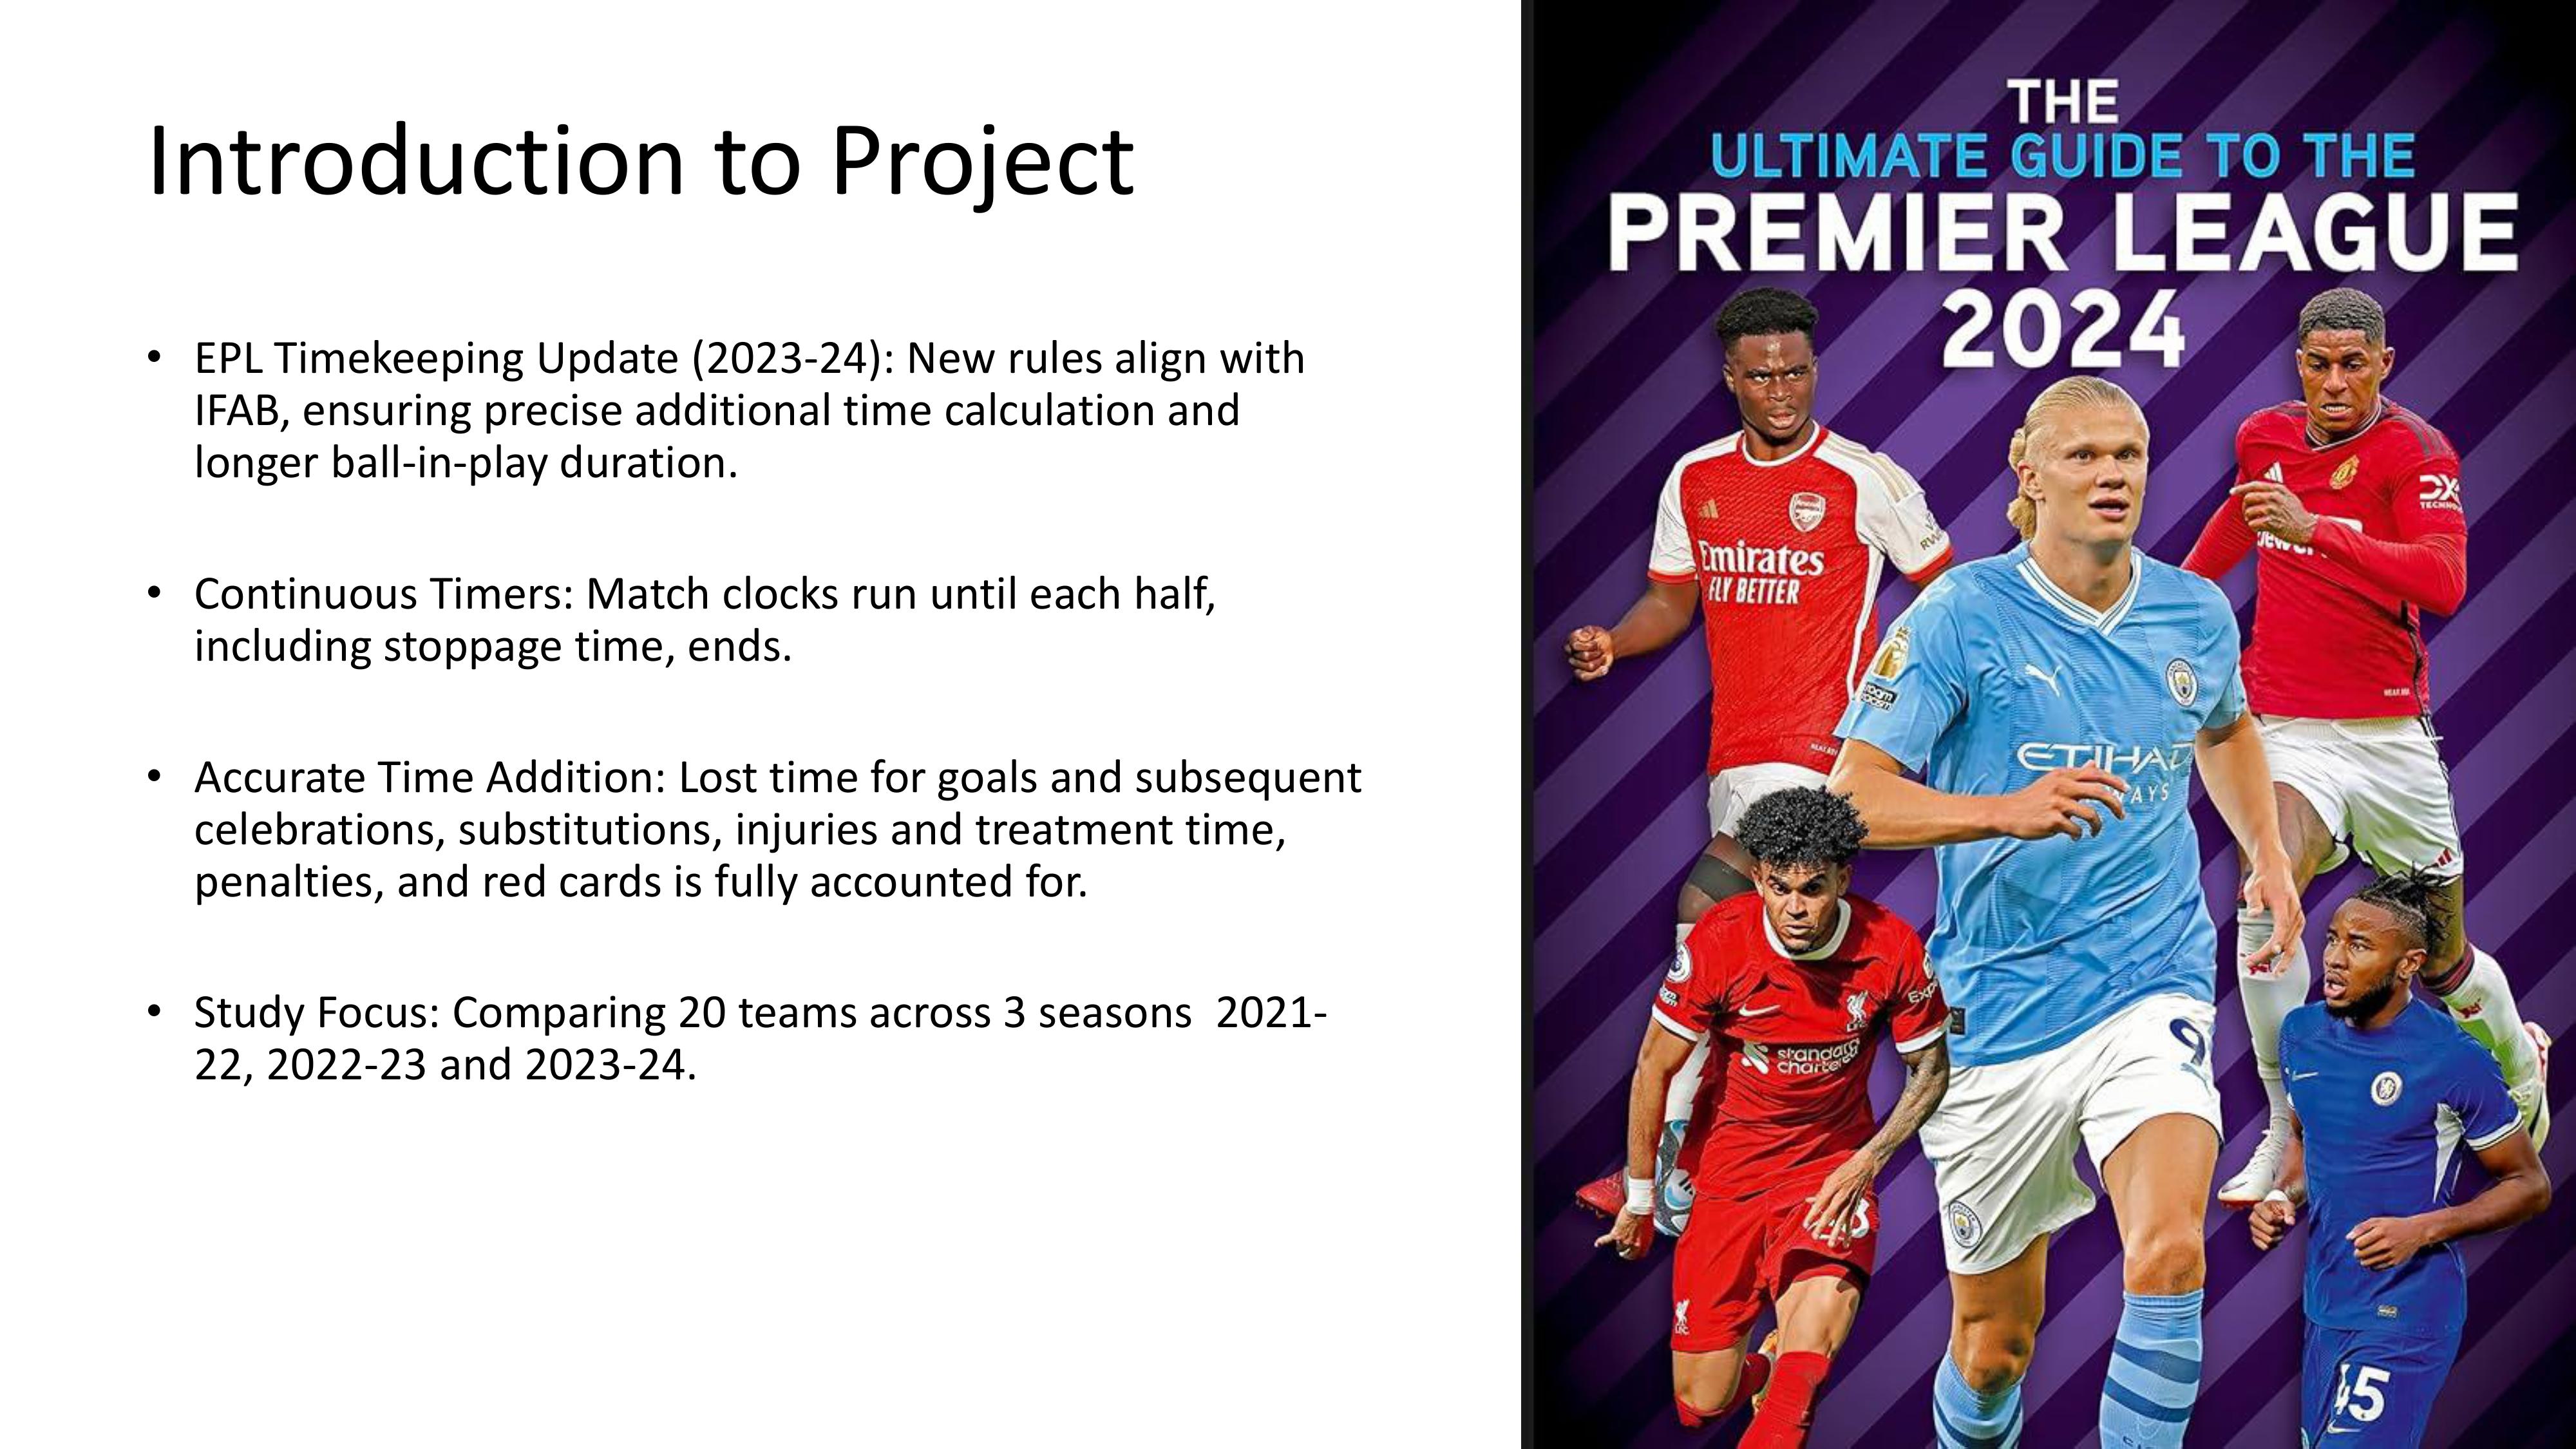 Introduction to Project
• EPL Timekeeping Update (2023-24): New rules align with
IFAB, ensuring precise additional time calculation and
longer ball-in-play duration.
• Continuous Timers: Match clocks run until each half,
including stoppage time, ends.
• Accurate Time Addition: Lost time for goals and subsequent
celebrations, substitutions, injuries and treatment time,
penalties, and red cards is fully accounted for.
• Study Focus: Comparing 20 teams across 3 seasons  2021-
22, 2022-23 and 2023-24.
THE
ULTIMATE GUIDE TO THE
PREMIER LEAGUE
2024
Emirates
FLY BETTER
DX
TECHNO
ETIHAD
WAYS
standard
charte
9
45